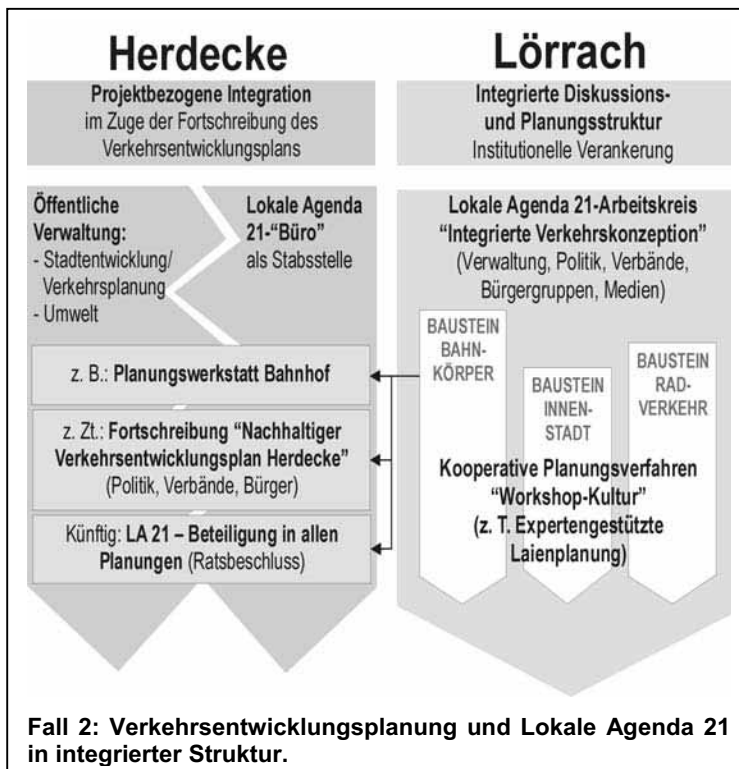 Herdecke
Projektbezogene Integration
im Zuge der Fortschreibung des
Verkehrsentwicklungsplans
Öffentliche
Verwaltung:
- Stadtentwicklung/
Verkehrsplanung
- Umwelt
Lokale Agenda
21-“Büro”
als Stabsstelle
z. B.: Planungswerkstatt Bahnhof
z. Zt.: Fortschreibung “Nachhaltiger
Verkehrsentwicklungsplan Herdecke”
(Politik, Verbände, Bürger)
Künftig: LA 21 – Beteiligung in allen
Planungen (Ratsbeschluss)
Lörrach
Integrierte Diskussions-
und Planungsstruktur
Institutionelle Verankerung
Lokale Agenda 21-Arbeitskreis
“Integrierte Verkehrskonzeption”
(Verwaltung, Politik, Verbände,
Bürgergruppen, Medien)
BAUSTEIN
BAHN-
KÖRPER
BAUSTEIN
INNEN-
STADT
BAUSTEIN
RAD-
VERKEHR
Kooperative Planungsverfahren
“Workshop-Kultur”
(z. T. Expertengestützte
Laienplanung)
Fall 2: Verkehrsentwicklungsplanung und Lokale Agenda 21
in integrierter Struktur.